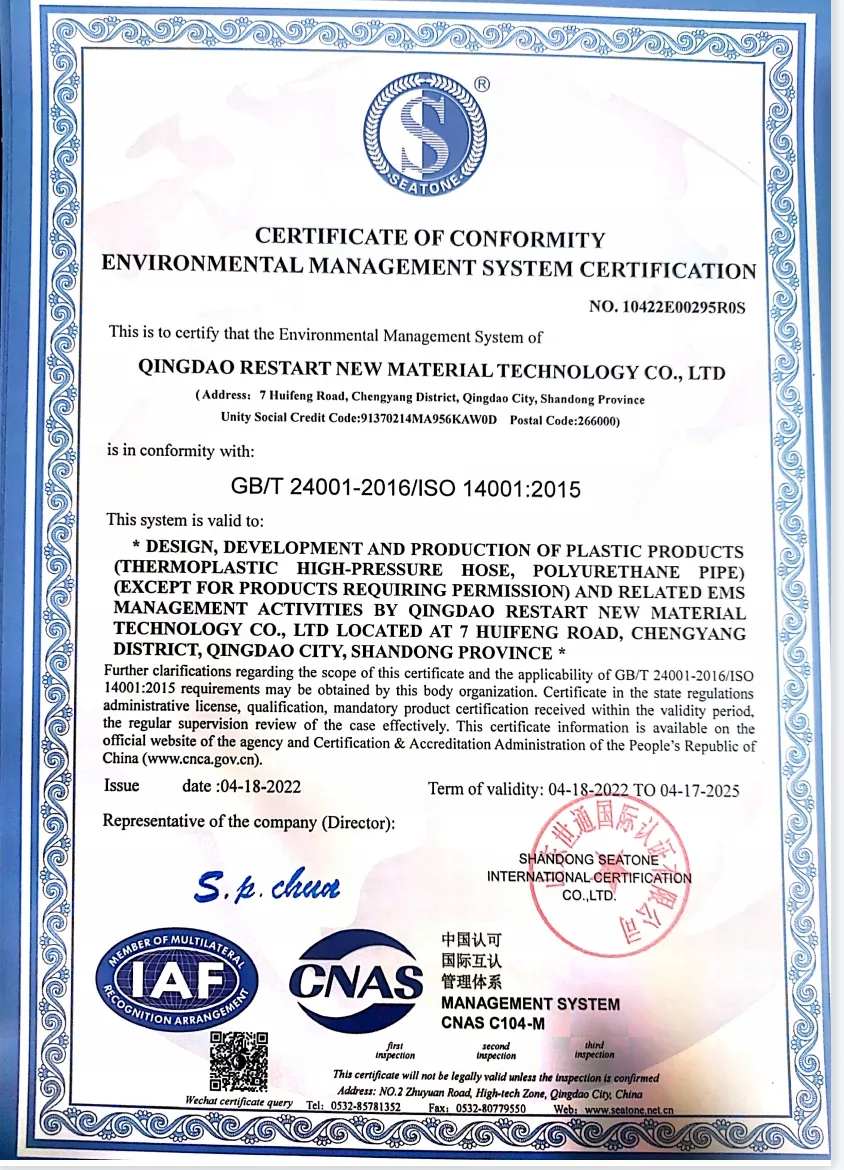 ®
S
SEATONE
CERTIFICATE OF CONFORMITY
ENVIRONMENTAL MANAGEMENT SYSTEM CERTIFICATION
NO. 10422E00295R0S
This is to certify that the Environmental Management System of
QINGDAO RESTART NEW MATERIAL TECHNOLOGY CO., LTD
(Address: 7 Huifeng Road, Chengyang District, Qingdao City, Shandong Province
Unity Social Credit Code:91370214MA956KAW0D Postal Code:266000)
is in conformity with:
GB/T 24001-2016/ISO 14001:2015
This system is valid to:
* DESIGN, DEVELOPMENT AND PRODUCTION OF PLASTIC PRODUCTS
(THERMOPLASTIC HIGH-PRESSURE HOSE, POLYURETHANE PIPE)
(EXCEPT FOR PRODUCTS REQUIRING PERMISSION) AND RELATED EMS
MANAGEMENT ACTIVITIES BY QINGDAO RESTART NEW MATERIAL
TECHNOLOGY CO., LTD LOCATED AT 7 HUIFENG ROAD, CHENGYANG
DISTRICT, QINGDAO CITY, SHANDONG PROVINCE *
Further clarifications regarding the scope of this certificate and the applicability of GB/T 24001-2016/ISO
14001:2015 requirements may be obtained by this body organization. Certificate in the state regulations
administrative license, qualification, mandatory product certification received within the validity period,
the regular supervision review of the case effectively. This certificate information is available on the
official website of the agency and Certification & Accreditation Administration of the People's Republic of
China (www.cnca.gov.cn).
Issue date :04-18-2022 Term of validity: 04-18-2022 TO 04-17-2025
Representative of the company (Director):
山东世通国际认证有限公司
SHANDONG SEATONE
INTERNATIONAL CERTIFICATION
CO.,LTD.
S.p. chua
MEMBER OF MULTILATERAL
IAF
RECOGNITION ARRANGEMENT
CNAS
中国认可
国际互认
管理体系
MANAGEMENT SYSTEM
CNAS C104-M
first inspection
second inspection
third inspection
This certificate will not be legally valid unless the inspection is confirmed
Address: NO.2 Zhuyuan Road, High-tech Zone, Qingdao City, China
Wechat certificate query Tel: 0532-85781352 Fax: 0532-80779550 Web: www.seatone.net.cn